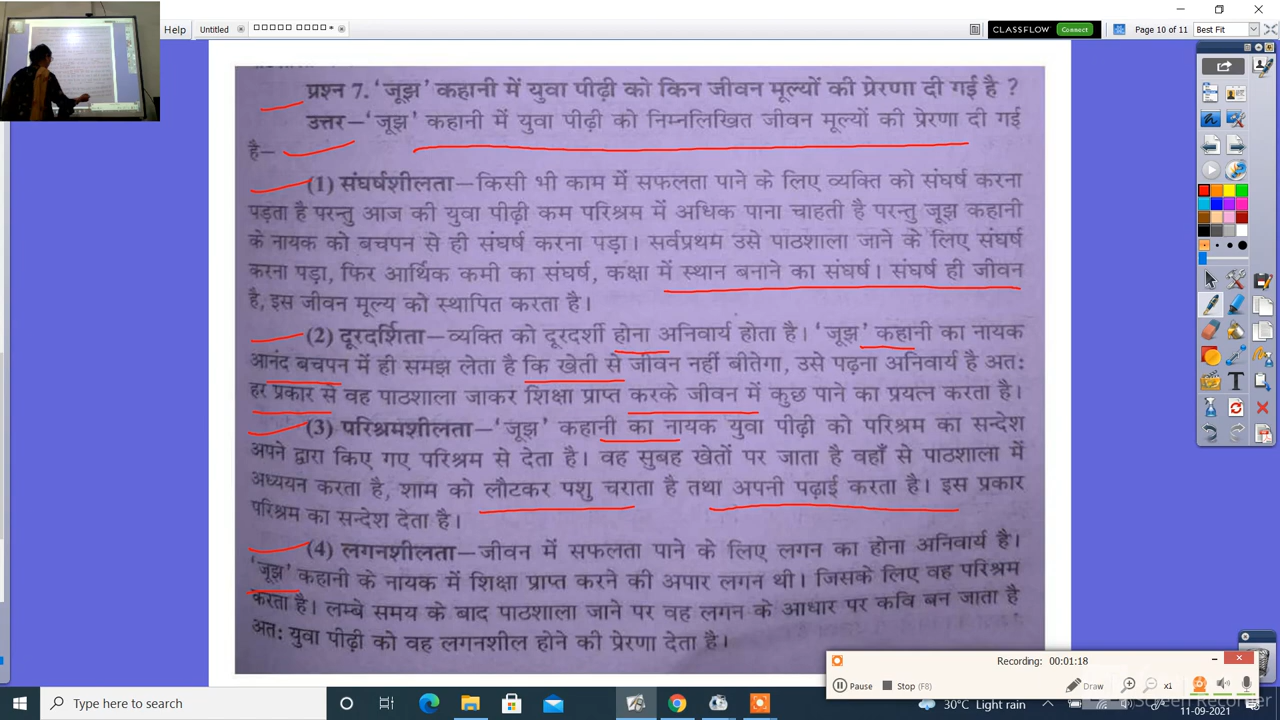 Help
Untitled
CLASSFLOW Connect
Page 10 of 11
Best Fit
प्रश्न 7. 'जूझ' कहानी में युवा पीढ़ी को किन जीवन मूल्यों की प्रेरणा दी गई है ?
उत्तर–'जूझ' कहानी में युवा पीढ़ी को निम्नलिखित जीवन मूल्यों की प्रेरणा दी गई
है–
(1) संघर्षशीलता–किसी भी काम में सफलता पाने के लिए व्यक्ति को संघर्ष करना
पड़ता है परन्तु आज की युवा पीढ़ी कम परिश्रम में अधिक पाना चाहती है परन्तु जूझ कहानी
के नायक को बचपन से ही संघर्ष करना पड़ा। सर्वप्रथम उसे पाठशाला जाने के लिए संघर्ष
करना पड़ा, फिर आर्थिक कमी का संघर्ष, कक्षा में स्थान बनाने का संघर्ष। संघर्ष ही जीवन
है, इस जीवन मूल्य को स्थापित करता है।
(2) दूरदर्शिता–व्यक्ति को दूरदर्शी होना अनिवार्य होता है। 'जूझ' कहानी का नायक
आनंद बचपन में ही समझ लेता है कि खेती से जीवन नहीं बीतेगा, उसे पढ़ना अनिवार्य है अतः
हर प्रकार से वह पाठशाला जाकर शिक्षा प्राप्त करके जीवन में कुछ पाने का प्रयत्न करता है।
(3) परिश्रमशीलता–'जूझ' कहानी का नायक युवा पीढ़ी को परिश्रम का सन्देश
अपने द्वारा किए गए परिश्रम से देता है। वह सुबह खेतों पर जाता है वहाँ से पाठशाला में
अध्ययन करता है, शाम को लौटकर पशु चराता है तथा अपनी पढ़ाई करता है। इस प्रकार
परिश्रम का सन्देश देता है।
(4) लगनशीलता–जीवन में सफलता पाने के लिए लगन का होना अनिवार्य है।
'जूझ' कहानी के नायक में शिक्षा प्राप्त करने की अपार लगन थी। जिसके लिए वह परिश्रम
करता है। लम्बे समय के बाद पाठशाला जाने पर वह लगन के आधार पर कवि बन जाता है
अतः युवा पीढ़ी को वह लगनशील होने की प्रेरणा देता है।
Recording: 00:01:18
Pause
Stop (F8)
Draw
x1
Type here to search
30°C Light rain
11-09-2021
Screen Recorder